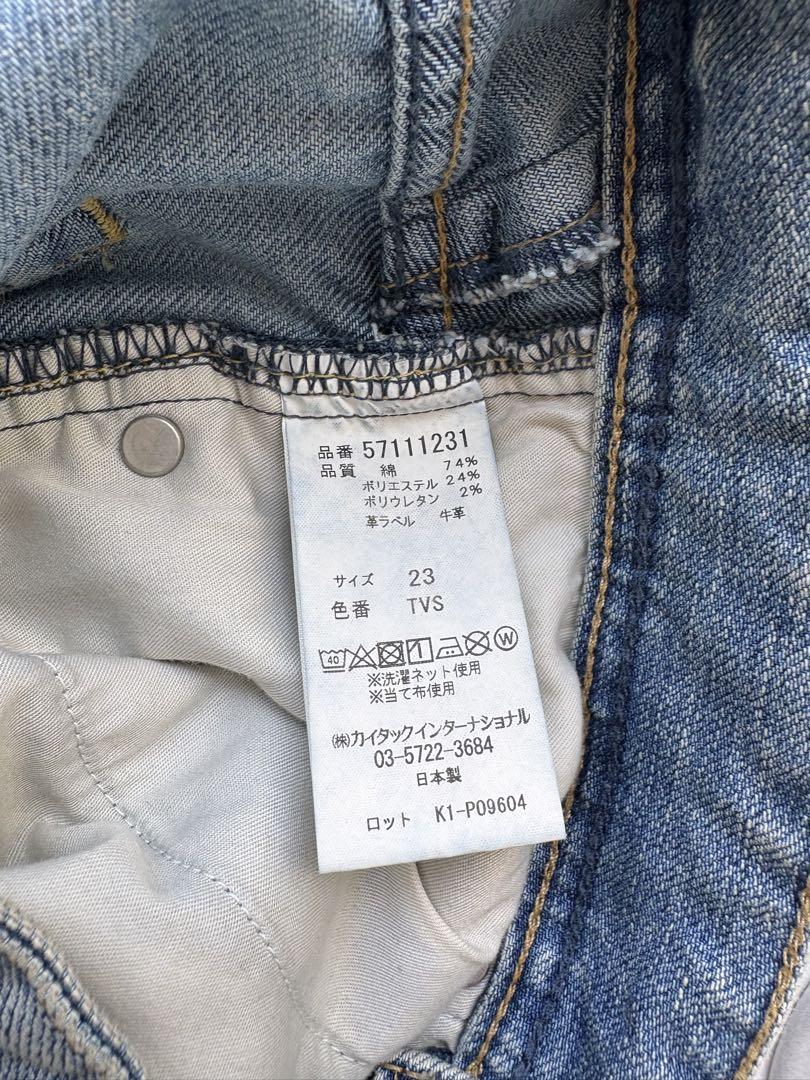 品番 57111231
品質 綿 74%
ポリエステル 24%
ポリウレタン 2%
革ラベル 牛革
サイズ 23
色番 TVS
40 W
※洗濯ネット使用
※当て布使用
㈱カイタックインターナショナル
03-5722-3684
日本製
ロット K1-P09604